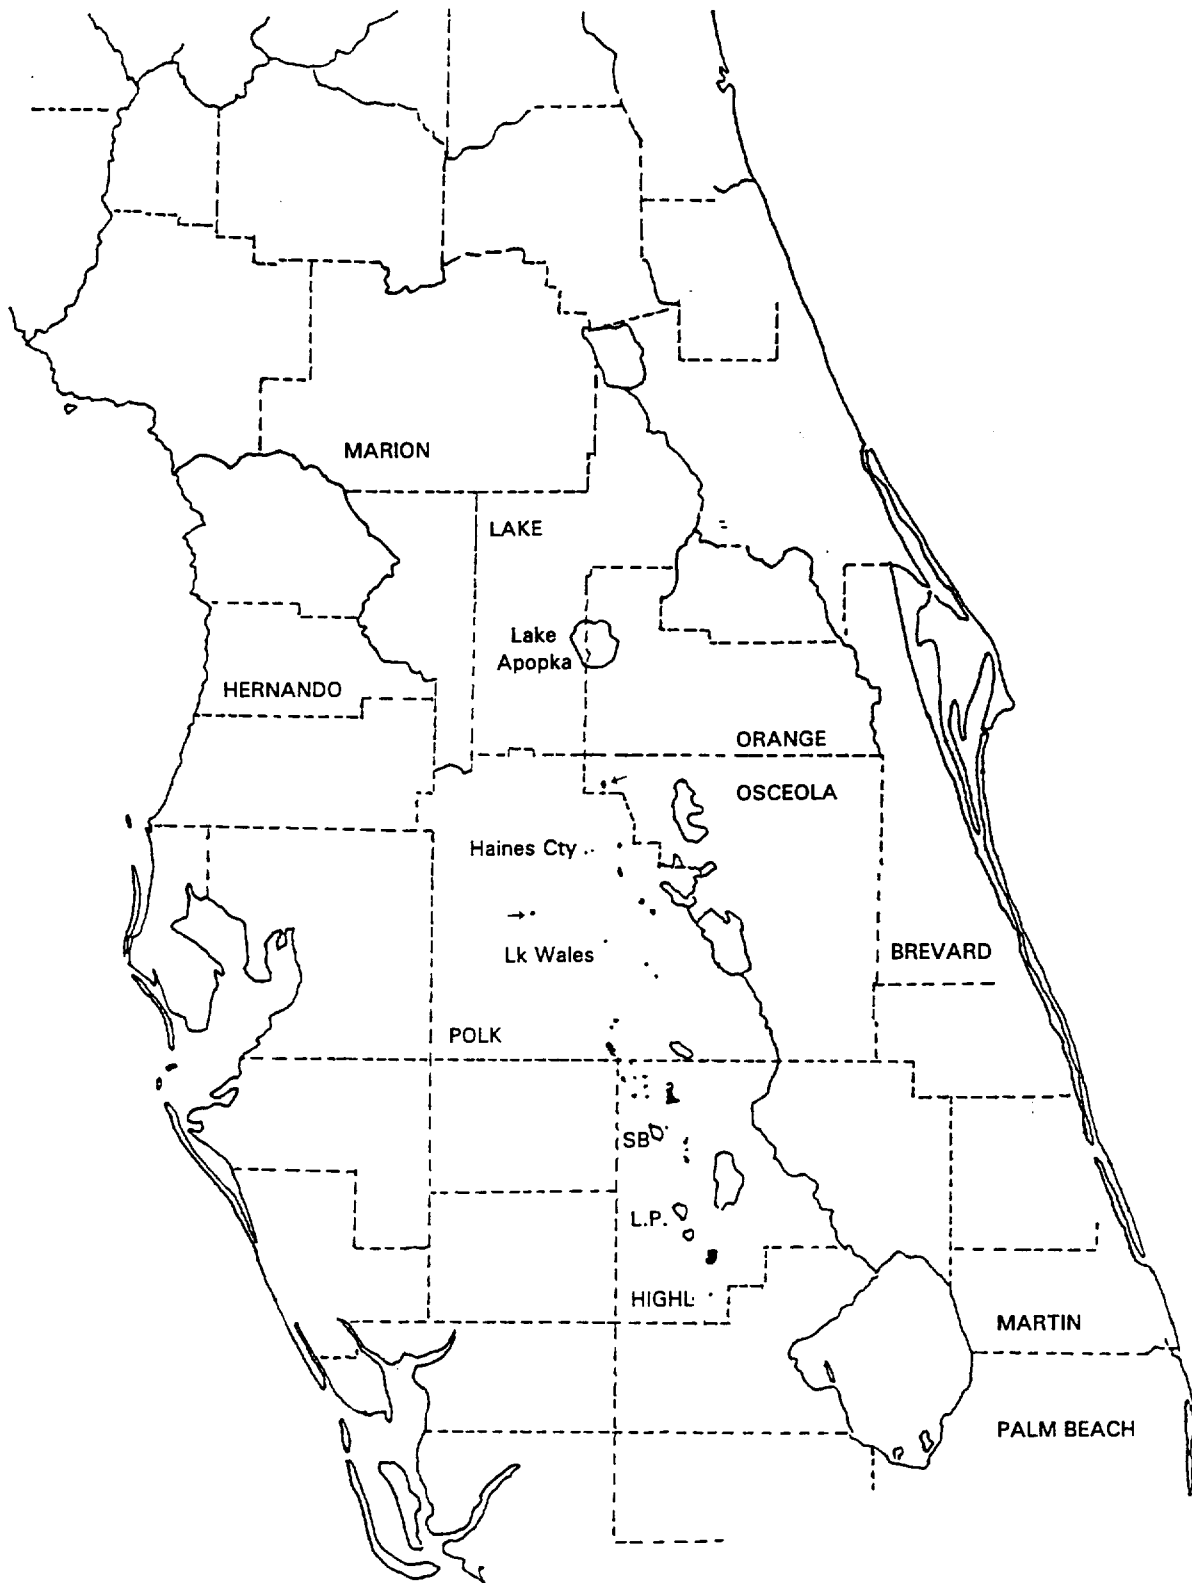 MARION
LAKE
Lake
Apopka
HERNANDO
ORANGE
OSCEOLA
Haines Cty
Lk Wales
BREVARD
POLK
SB
L.P.
HIGHL
MARTIN
PALM BEACH